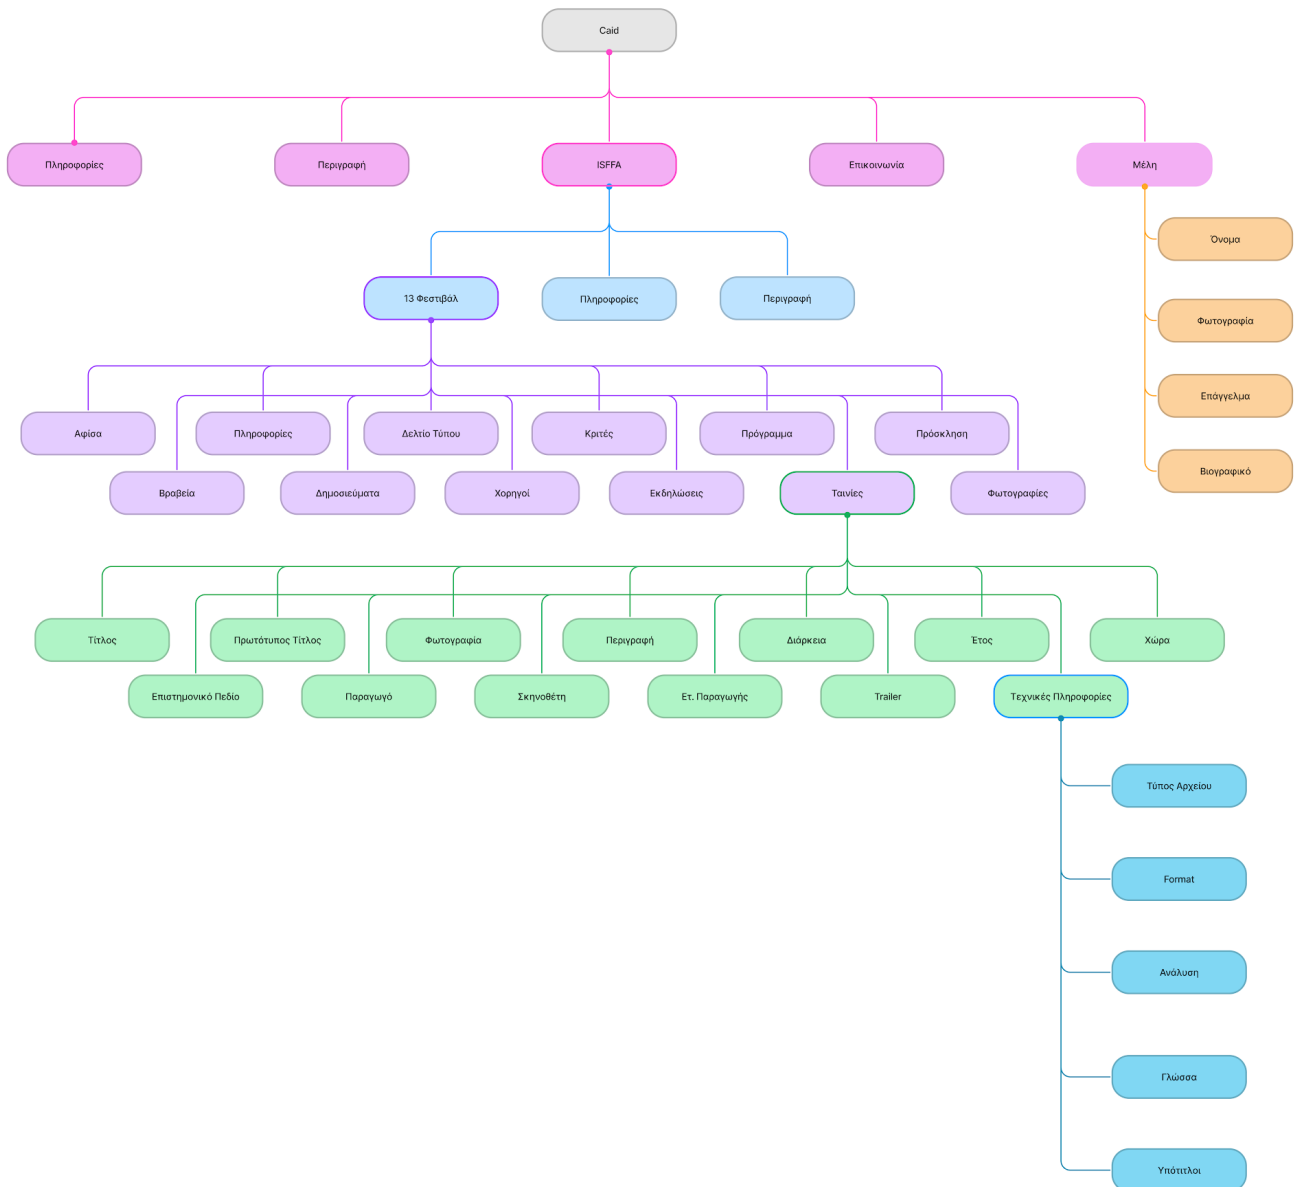 Caid
Πληροφορίες
Περιγραφή
ISFFA
Επικοινωνία
Μέλη
Όνομα
Φωτογραφία
Επάγγελμα
Βιογραφικό
13 Φεστιβάλ
Πληροφορίες
Περιγραφή
Αφίσα
Πληροφορίες
Δελτίο Τύπου
Κριτές
Πρόγραμμα
Πρόσκληση
Βραβεία
Δημοσιεύματα
Χορηγοί
Εκδηλώσεις
Ταινίες
Φωτογραφίες
Τίτλος
Πρωτότυπος Τίτλος
Φωτογραφία
Περιγραφή
Διάρκεια
Έτος
Χώρα
Επιστημονικό Πεδίο
Παραγωγό
Σκηνοθέτη
Ετ. Παραγωγής
Trailer
Τεχνικές Πληροφορίες
Τύπος Αρχείου
Format
Ανάλυση
Γλώσσα
Υπότιτλοι